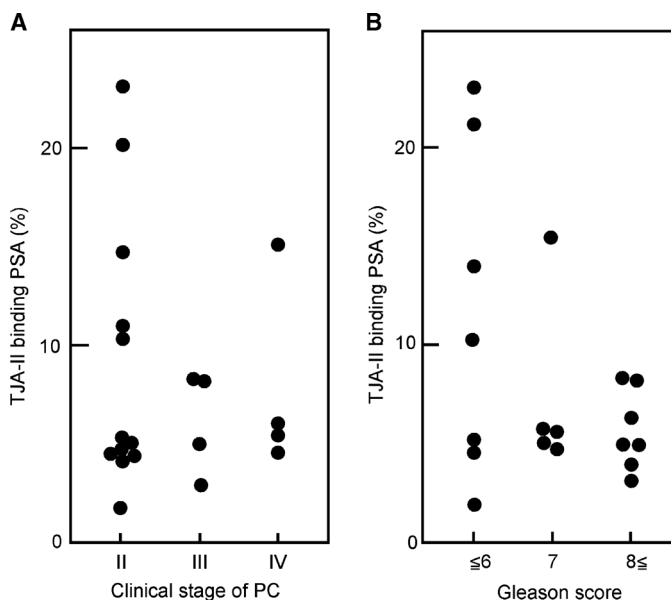 A
TJA-II binding PSA (%)
20
10
0
II III IV
Clinical stage of PC
B
TJA-II binding PSA (%)
20
10
0
≦6 7 8≦
Gleason score